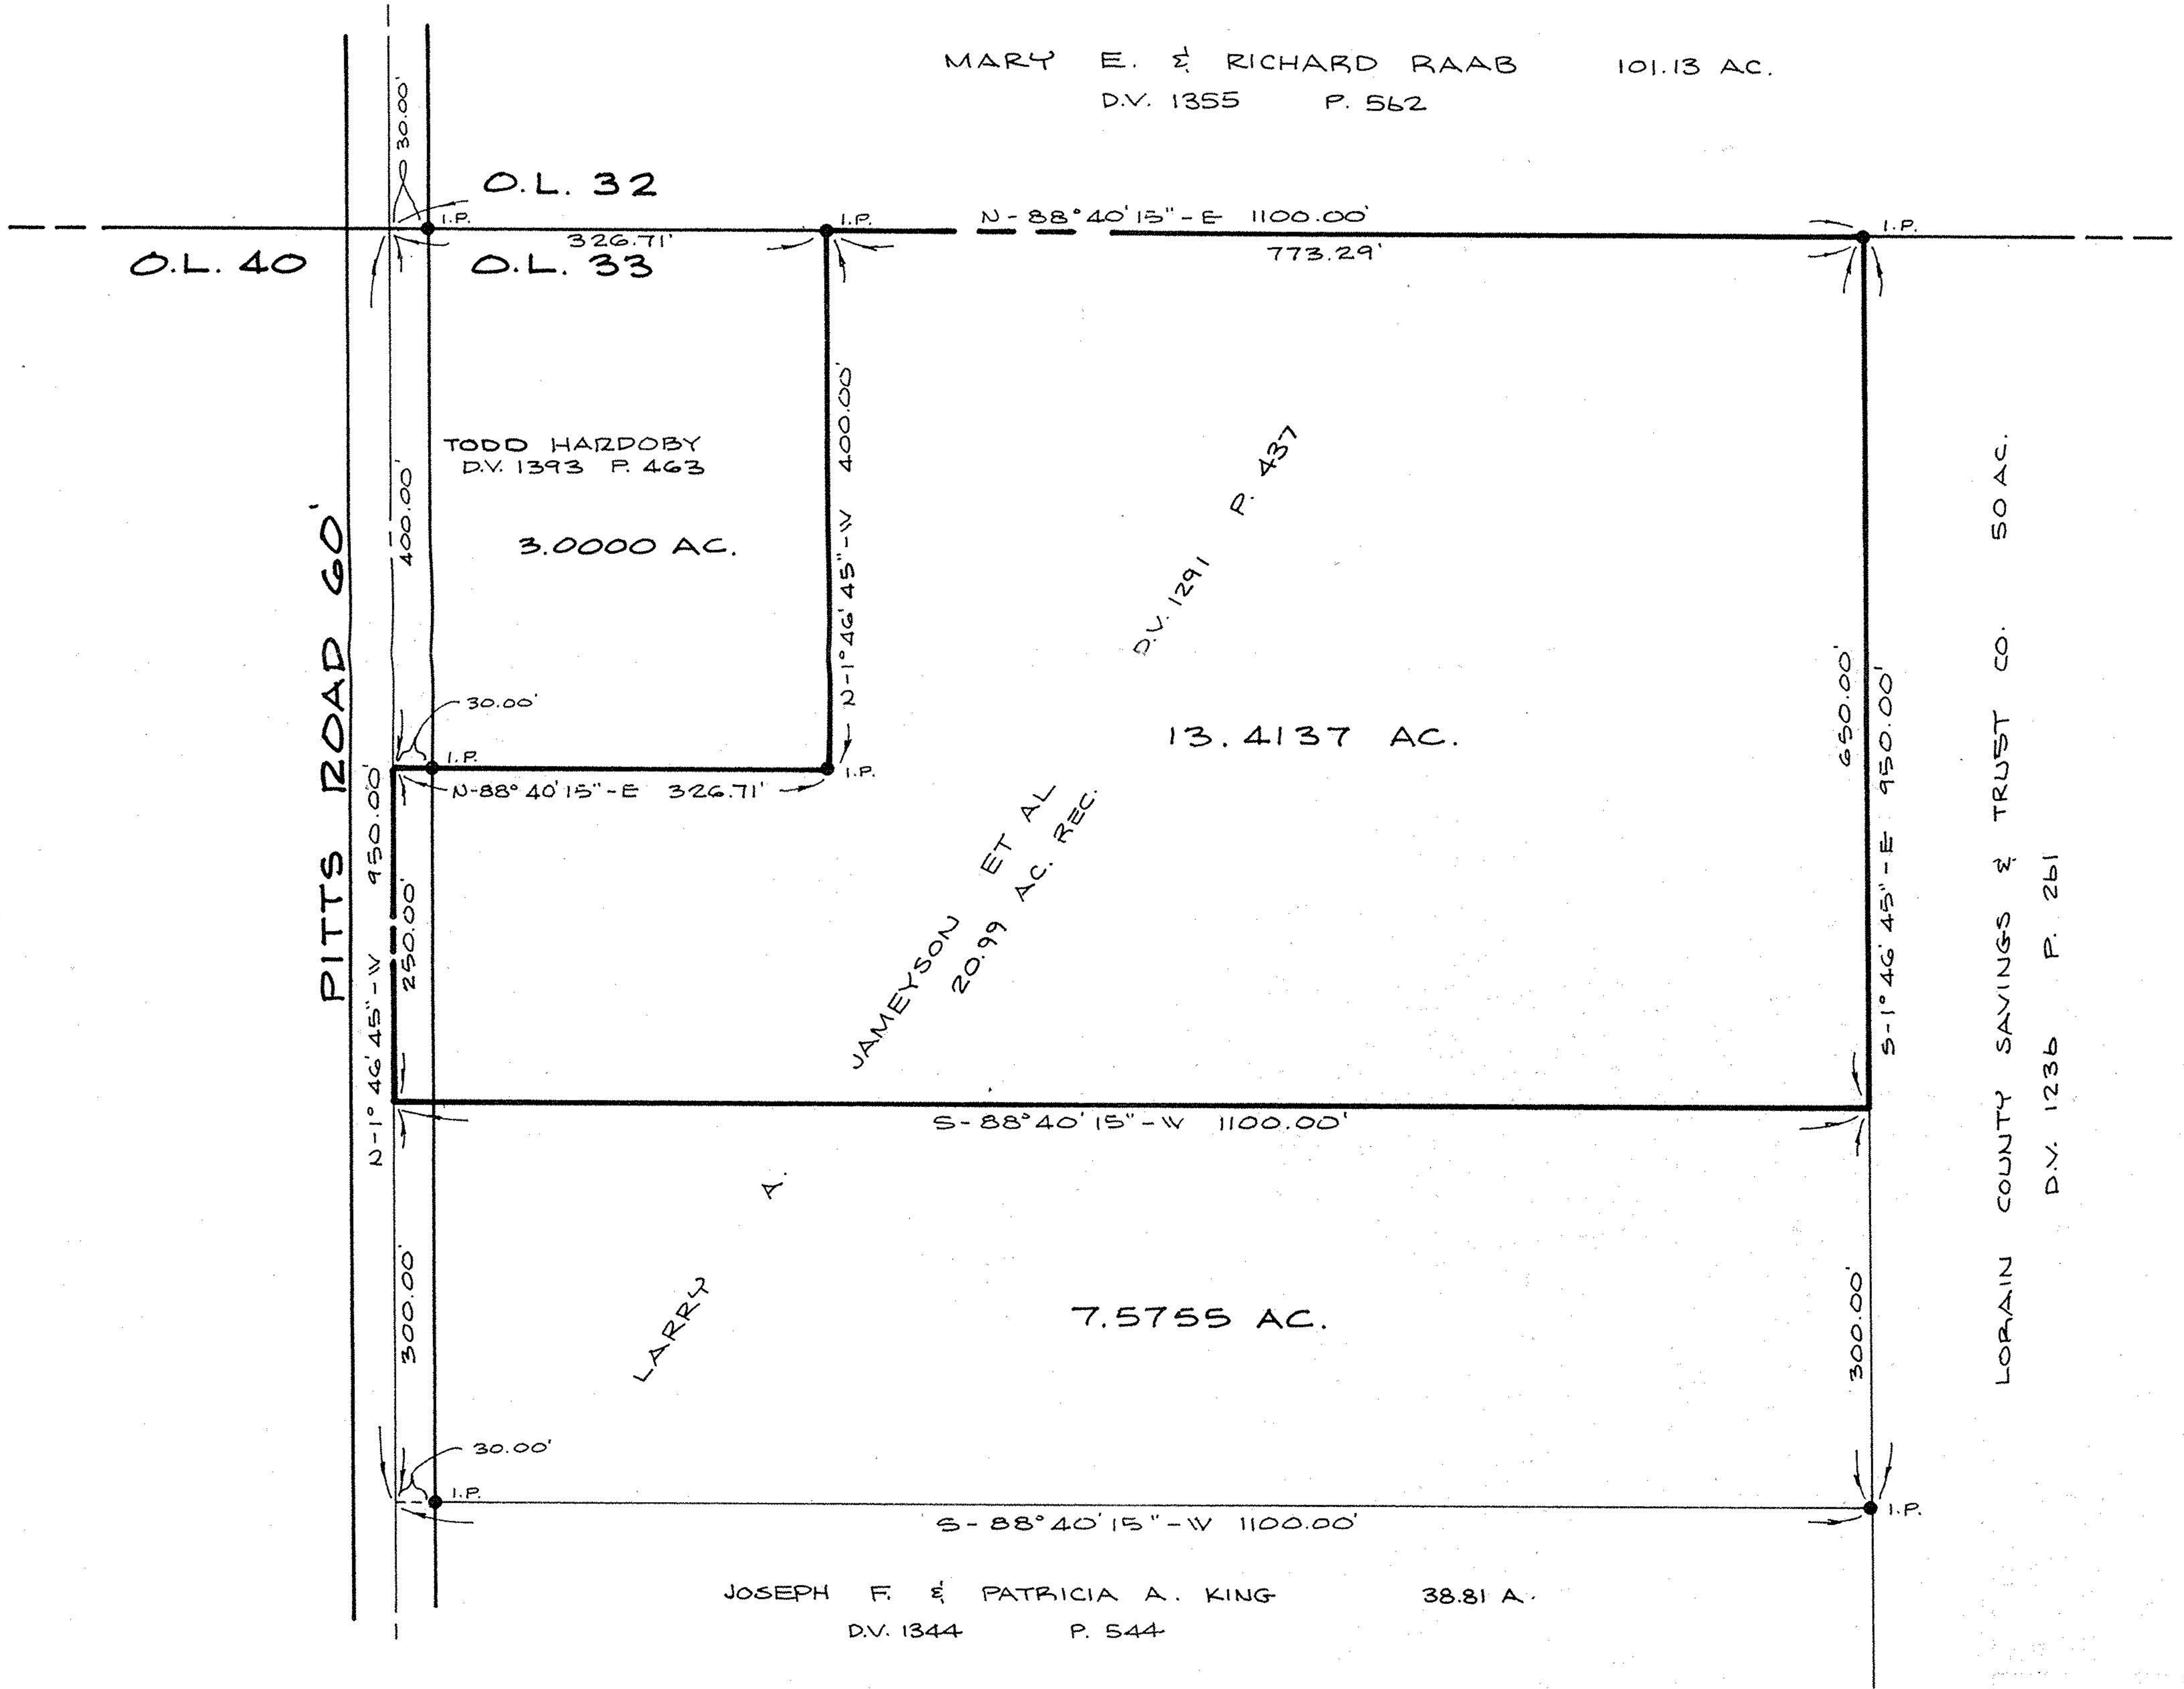 MARY E. & RICHARD RAAB 101.13 AC.
D.V. 1355 P. 562
30.00'
O.L. 32
I.P.
I.P.
N-88°40'15"-E 1100.00'
I.P.
326.71'
773.29'
O.L. 40
O.L. 33
TODD HARDOBY
D.V. 1393 P. 463
3.0000 AC.
400.00'
N-1°46'45"-W 400.00'
PITTS ROAD 60'
30.00'
I.P.
I.P.
N-88°40'15"-E 326.71'
N-1°46'45"-W 950.00'
250.00'
LARRY A. JAMEYSON ET AL D.V. 1291 P. 437
20.99 AC. REC.
13.4137 AC.
650.00'
S-1°46'45"-E 950.00'
LORAIN COUNTY SAVINGS & TRUST CO. 50 AC.
D.V. 1236 P. 261
S-88°40'15"-W 1100.00'
300.00'
7.5755 AC.
300.00'
30.00'
I.P.
I.P.
S-88°40'15"-W 1100.00'
JOSEPH F. & PATRICIA A. KING 38.81 A.
D.V. 1344 P. 544